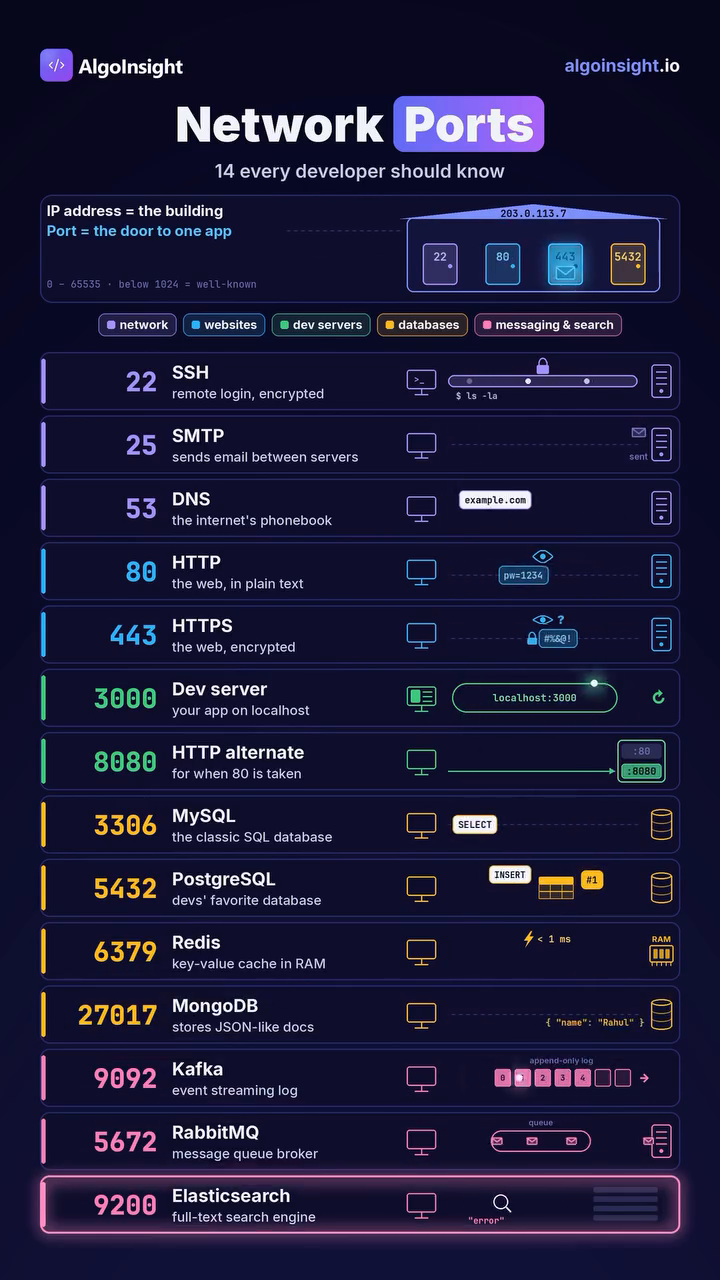 </> AlgoInsight
algoinsight.io
Network Ports
14 every developer should know
IP address = the building
Port = the door to one app
0 – 65535 · below 1024 = well-known
203.0.113.7
22 80 443 5432
network websites dev servers databases messaging & search
22 SSH
remote login, encrypted
>_
$ ls -la
25 SMTP
sends email between servers
sent
53 DNS
the internet's phonebook
example.com
80 HTTP
the web, in plain text
pw=1234
443 HTTPS
the web, encrypted
?
#%&@!
3000 Dev server
your app on localhost
localhost:3000
8080 HTTP alternate
for when 80 is taken
:80
:8080
3306 MySQL
the classic SQL database
SELECT
5432 PostgreSQL
devs' favorite database
INSERT
#1
6379 Redis
key-value cache in RAM
< 1 ms
RAM
27017 MongoDB
stores JSON-like docs
{ "name": "Rahul" }
9092 Kafka
event streaming log
append-only log
0 2 3 4
5672 RabbitMQ
message queue broker
queue
9200 Elasticsearch
full-text search engine
"error"